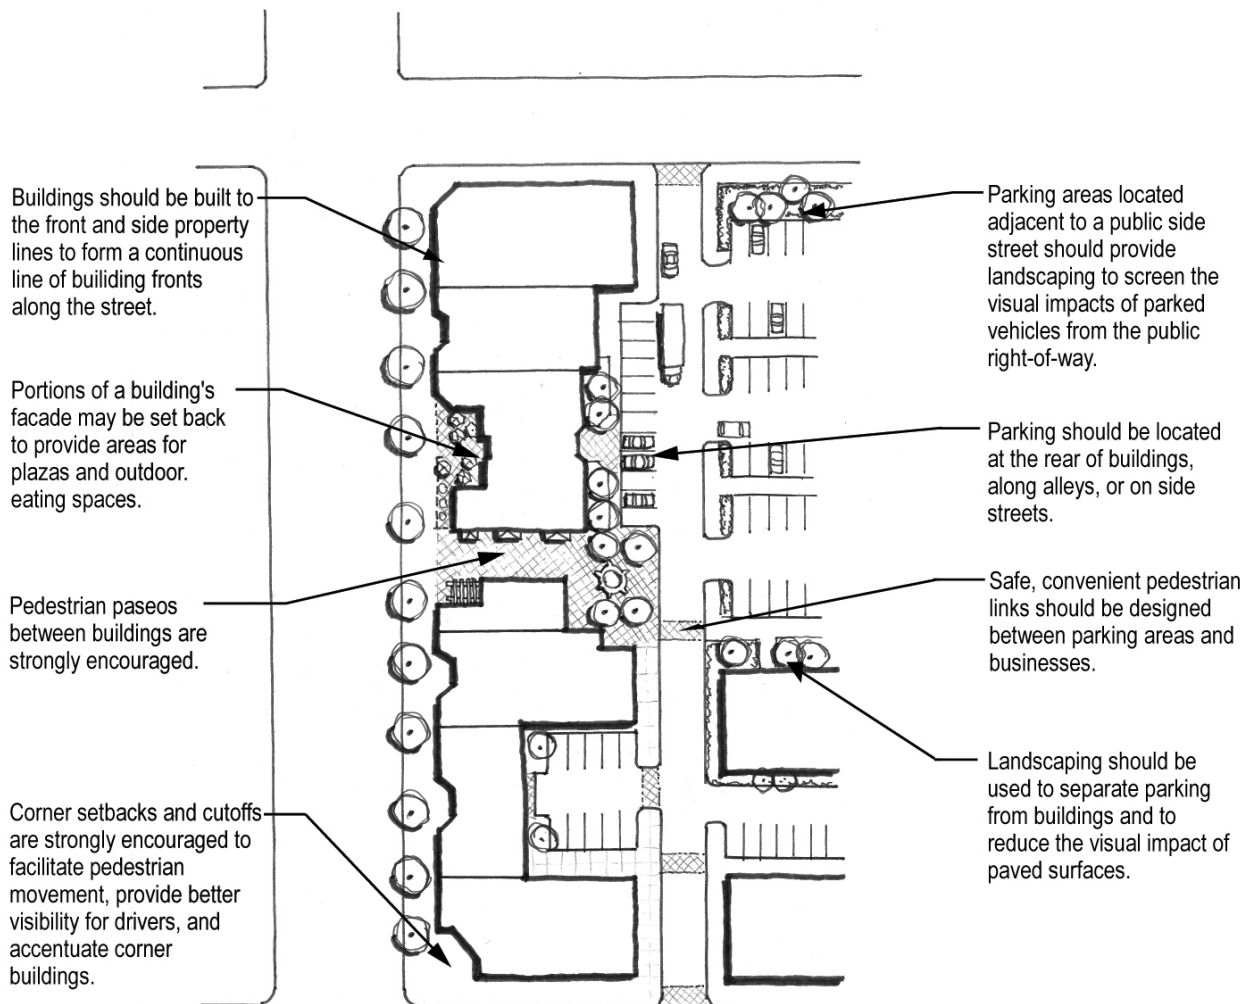 Buildings should be built to
the front and side property
lines to form a continuous
line of builiding fronts
along the street.
Portions of a building's
facade may be set back
to provide areas for
plazas and outdoor.
eating spaces.
Pedestrian paseos
between buildings are
strongly encouraged.
Corner setbacks and cutoffs
are strongly encouraged to
facilitate pedestrian
movement, provide better
visibility for drivers, and
accentuate corner
buildings.
Parking areas located
adjacent to a public side
street should provide
landscaping to screen the
visual impacts of parked
vehicles from the public
right-of-way.
Parking should be located
at the rear of buildings,
along alleys, or on side
streets.
Safe, convenient pedestrian
links should be designed
between parking areas and
businesses.
Landscaping should be
used to separate parking
from buildings and to
reduce the visual impact of
paved surfaces.